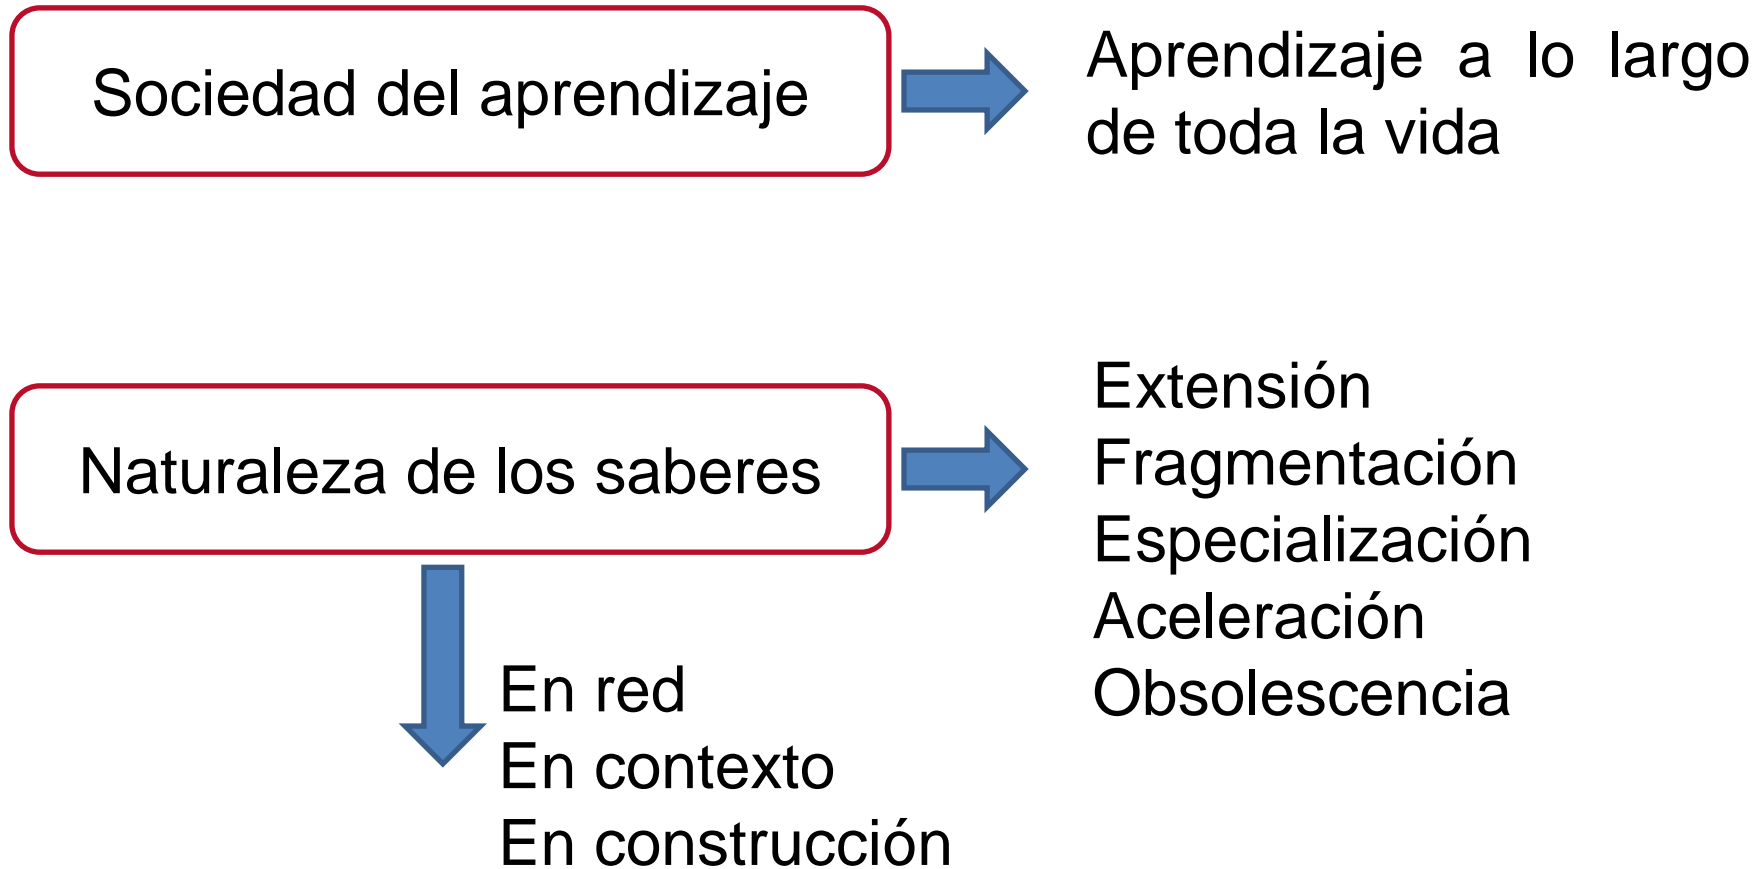 Sociedad del aprendizaje
Aprendizaje a lo largo
de toda la vida
Naturaleza de los saberes
Extensión
Fragmentación
Especialización
Aceleración
Obsolescencia
En red
En contexto
En construcción